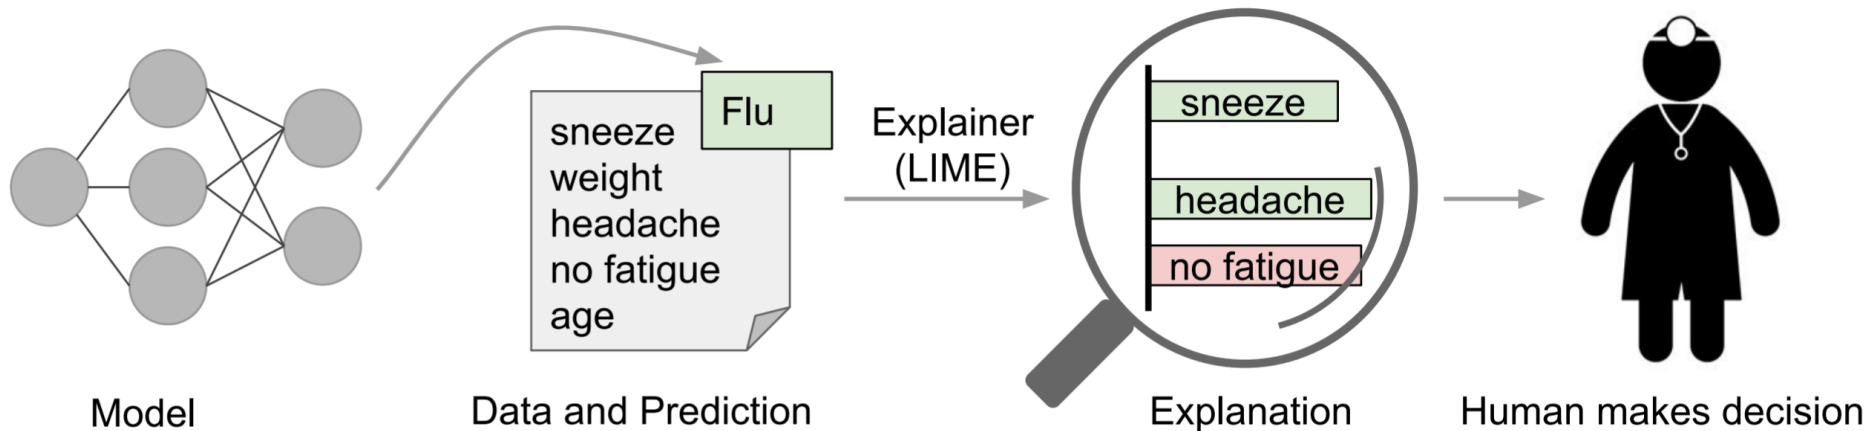 Flu
sneeze
weight
headache
no fatigue
age
Explainer
(LIME)
sneeze
headache
no fatigue
Model
Data and Prediction
Explanation
Human makes decision